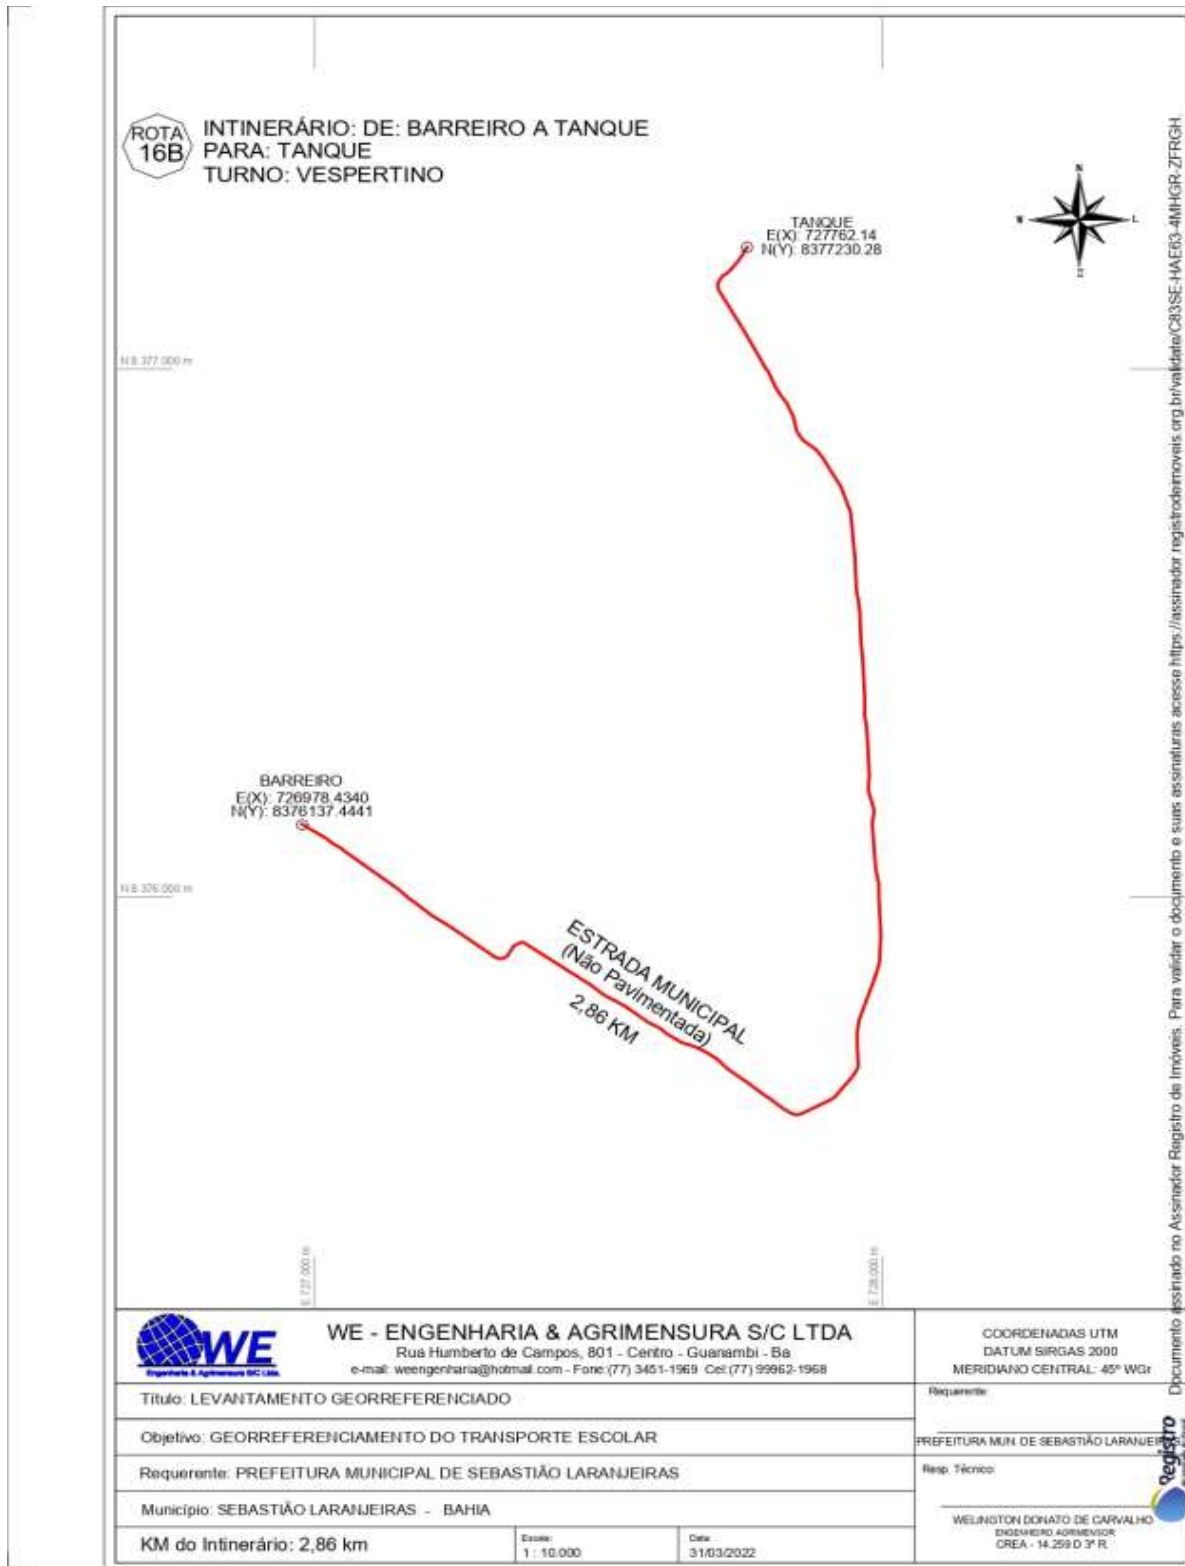 ROTA
16B
INTINERÁRIO: DE: BARREIRO A TANQUE
PARA: TANQUE
TURNO: VESPERTINO
N
W
L
TANQUE
E(X): 727762.14
N(Y): 8377230.28
N 8.377.000 m
BARREIRO
E(X): 726978.4340
N(Y): 8376137.4441
N 8.376.000 m
ESTRADA MUNICIPAL
(Não Pavimentada)
2,86 KM
E 727.000 m
E 728.000 m
WE
Engenharia & Agrimensura S/C Ltda.
WE - ENGENHARIA & AGRIMENSURA S/C LTDA
Rua Humberto de Campos, 801 - Centro - Guanambi - Ba
e-mail: weengenharia@hotmail.com - Fone:(77) 3451-1969 Cel:(77) 99962-1968
COORDENADAS UTM
DATUM SIRGAS 2000
MERIDIANO CENTRAL: 45º WGr
Título: LEVANTAMENTO GEORREFERENCIADO
Objetivo: GEORREFERENCIAMENTO DO TRANSPORTE ESCOLAR
Requerente: PREFEITURA MUNICIPAL DE SEBASTIÃO LARANJEIRAS
Município: SEBASTIÃO LARANJEIRAS - BAHIA
KM do Intinerário: 2,86 km
Escala:
1 : 10.000
Data:
31/03/2022
Requerente:
PREFEITURA MUN. DE SEBASTIÃO LARANJEIRAS
Resp. Técnico:
WELINGTON DONATO DE CARVALHO
ENGENHEIRO AGRIMENSOR
CREA - 14.259 D 3ª R.
Documento assinado no Assinador Registro de Imóveis. Para validar o documento e suas assinaturas acesse https://assinador.registrodeimoveis.org.br/validate/C83SE-HAE63-4MHGR-ZFRGH.
Registro